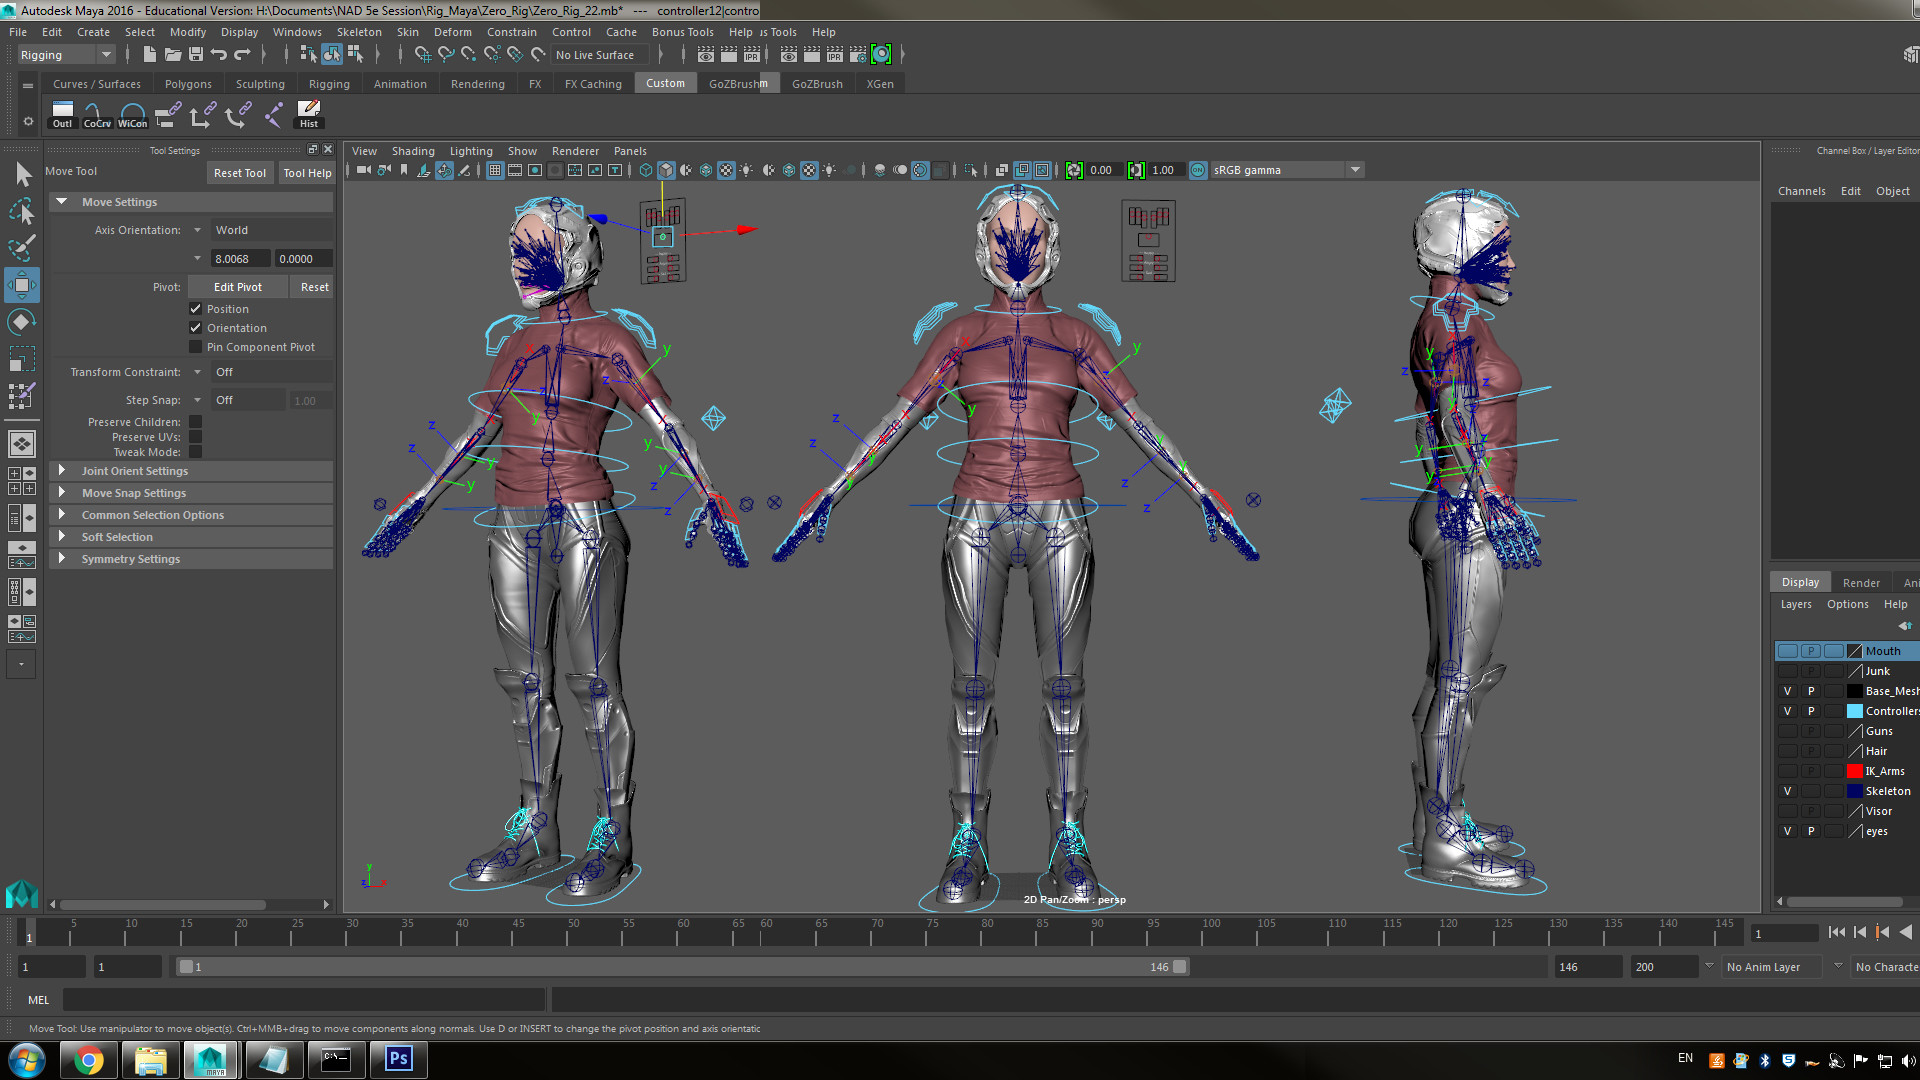 Autodesk Maya 2016 - Educational Version: H:\Documents\NAD 5e Session\Rig_Maya\Zero_Rig\Zero_Rig_22.mb*   ---   controller12|contro
File Edit Create Select Modify Display Windows Skeleton Skin Deform Constrain Control Cache Bonus Tools Help us Tools Help
Rigging No Live Surface IPR IPR
Curves / Surfaces Polygons Sculpting Rigging Animation Rendering FX FX Caching Custom GoZBrush m GoZBrush XGen
Outl CoCrv WiCon Hist
Tool Settings
Move Tool Reset Tool Tool Help
Move Settings
Axis Orientation: World
8.0068 0.0000
Pivot: Edit Pivot Reset
Position
Orientation
Pin Component Pivot
Transform Constraint: Off
Step Snap: Off 1.00
Preserve Children:
Preserve UVs:
Tweak Mode:
Joint Orient Settings
Move Snap Settings
Common Selection Options
Soft Selection
Symmetry Settings
View Shading Lighting Show Renderer Panels
0.00 1.00 ON sRGB gamma
2D Pan/Zoom : persp
Channel Box / Layer Editor
Channels Edit Object
Display Render Ani
Layers Options Help
P Mouth
P Junk
V P Base_Mesh
V P Controllers
P Guns
P Hair
P IK_Arms
V Skeleton
P Visor
V P eyes
1 5 10 15 20 25 30 35 40 45 50 55 60 65 60 65 70 75 80 85 90 95 100 105 110 115 120 125 130 135 140 145 1
1 1 1 146 146 200 No Anim Layer No Characte
MEL
Move Tool: Use manipulator to move object(s). Ctrl+MMB+drag to move components along normals. Use D or INSERT to change the pivot position and axis orientatic
MAYA C:\ Ps EN